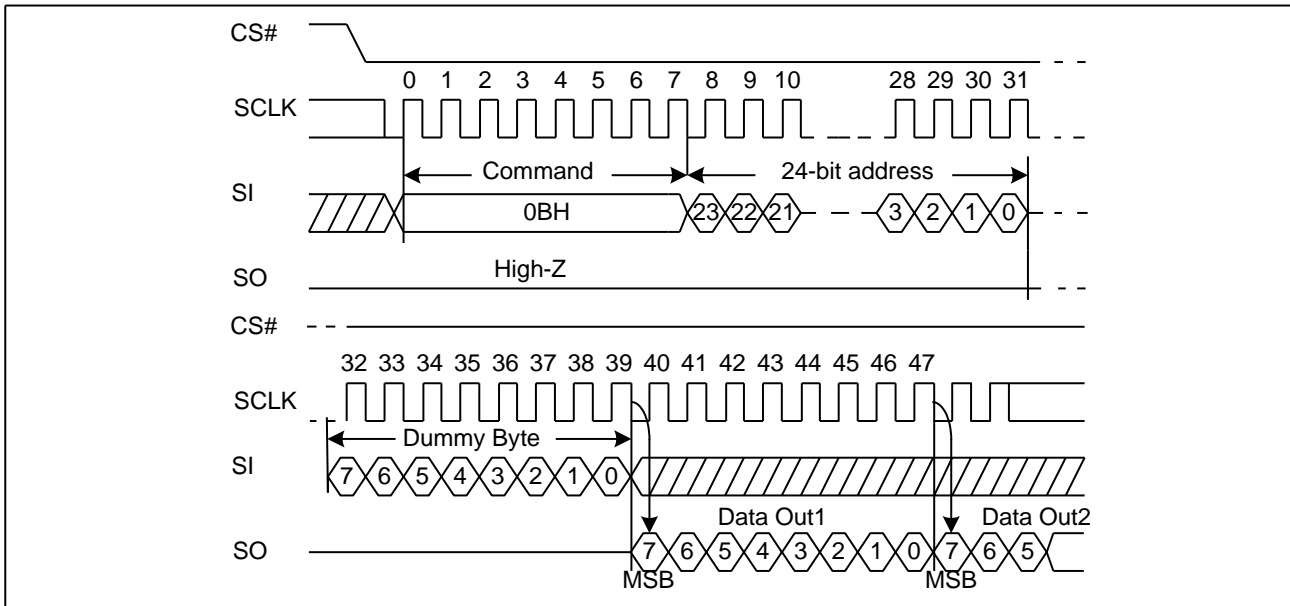 CS#
0 1 2 3 4 5 6 7 8 9 10 28 29 30 31
SCLK
Command 24-bit address
SI
0BH 23 22 21 3 2 1 0
High-Z
SO
CS#
32 33 34 35 36 37 38 39 40 41 42 43 44 45 46 47
SCLK
Dummy Byte
SI
7 6 5 4 3 2 1 0
Data Out1 Data Out2
SO
7 6 5 4 3 2 1 0 7 6 5
MSB MSB